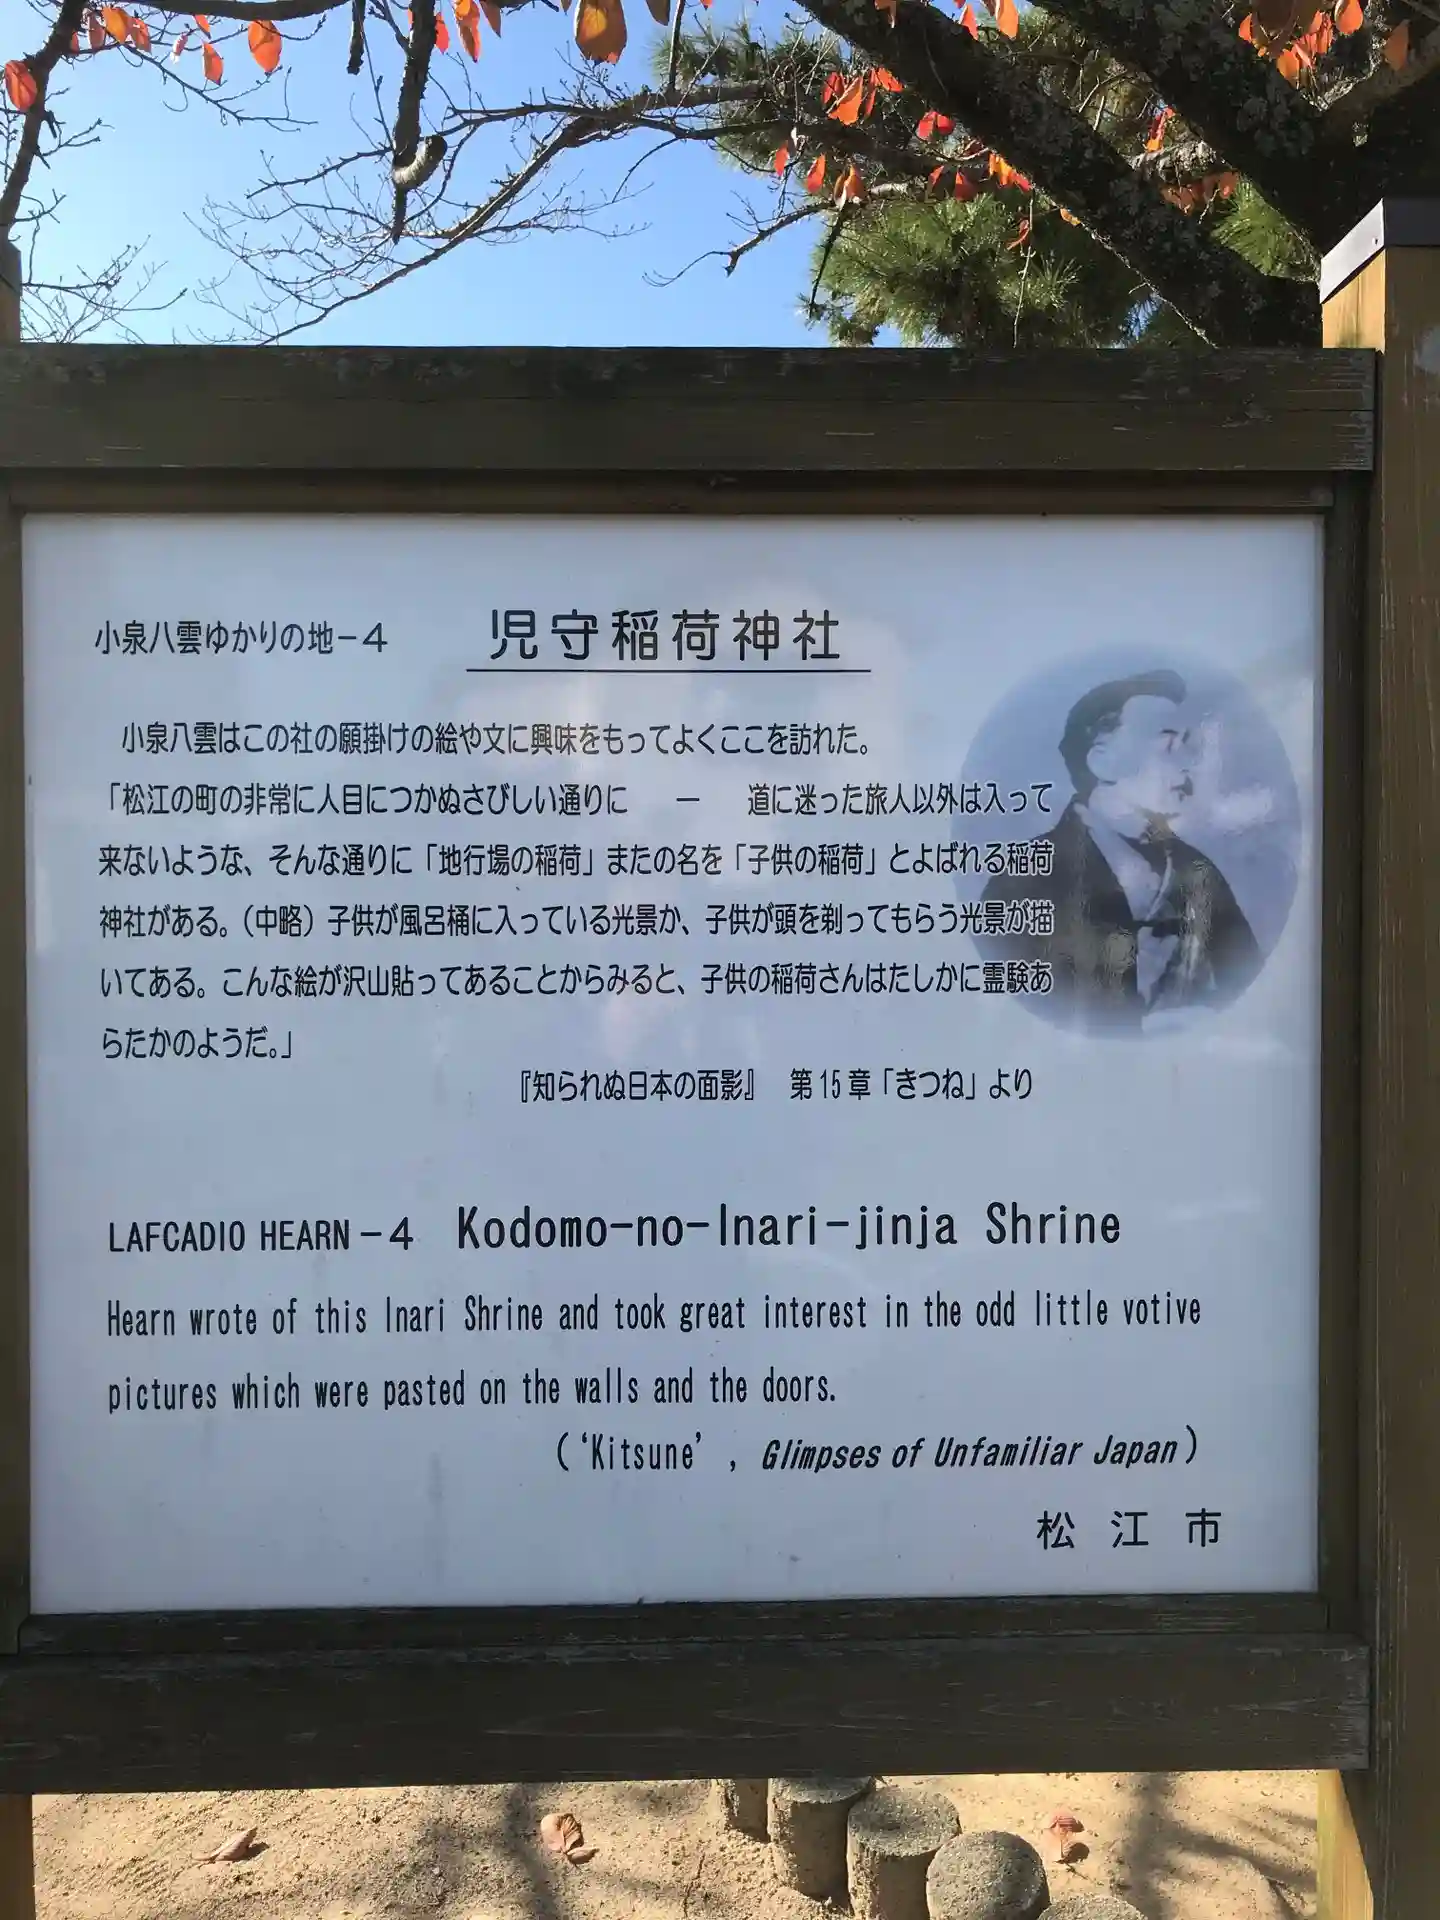 小泉八雲ゆかりの地－4 児守稲荷神社
小泉八雲はこの社の願掛けの絵や文に興味をもってよくここを訪れた。
「松江の町の非常に人目につかぬさびしい通りに ― 道に迷った旅人以外は入って
来ないような、そんな通りに「地行場の稲荷」またの名を「子供の稲荷」とよばれる稲荷
神社がある。（中略）子供が風呂桶に入っている光景か、子供が頭を剃ってもらう光景が描
いてある。こんな絵が沢山貼ってあることからみると、子供の稲荷さんはたしかに霊験あ
らたかのようだ。」
『知られぬ日本の面影』 第15章「きつね」より
LAFCADIO HEARN－4 Kodomo-no-Inari-jinja Shrine
Hearn wrote of this Inari Shrine and took great interest in the odd little votive
pictures which were pasted on the walls and the doors.
(‘Kitsune’, Glimpses of Unfamiliar Japan)
松江市